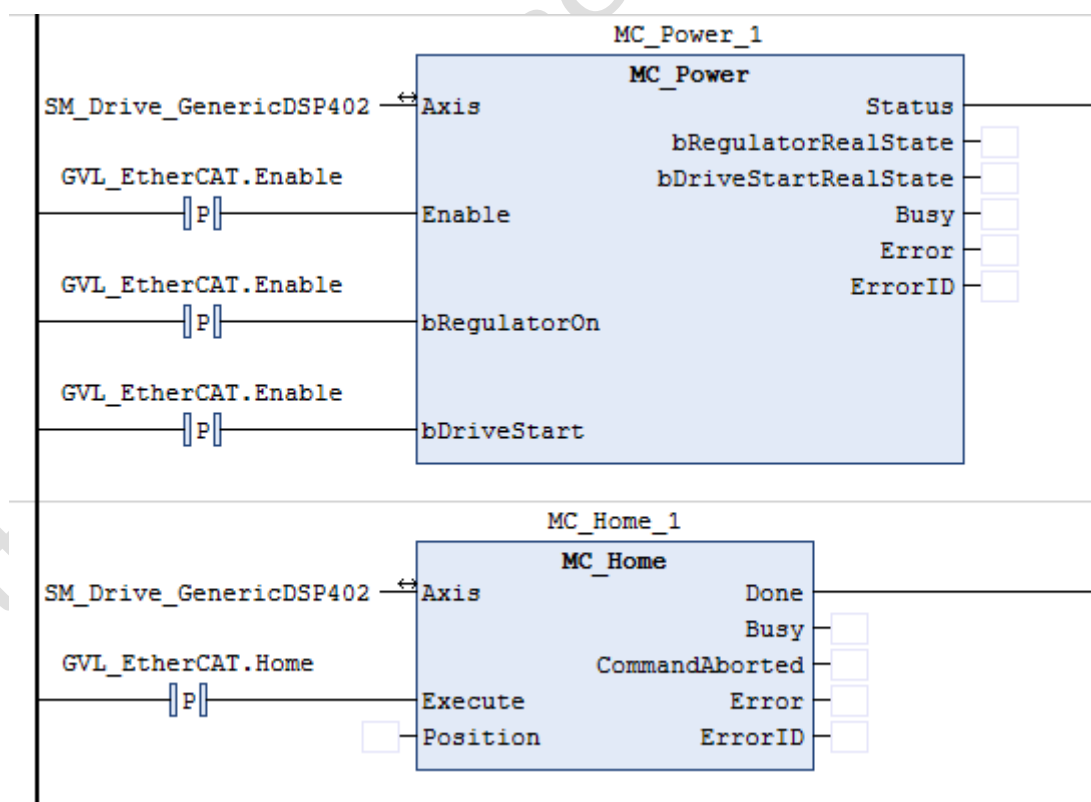 MC_Power_1
MC_Power
SM_Drive_GenericDSP402 Axis Status
bRegulatorRealState
GVL_EtherCAT.Enable bDriveStartRealState
P Enable Busy
Error
GVL_EtherCAT.Enable ErrorID
P bRegulatorOn
GVL_EtherCAT.Enable
P bDriveStart
MC_Home_1
MC_Home
SM_Drive_GenericDSP402 Axis Done
Busy
GVL_EtherCAT.Home CommandAborted
P Execute Error
Position ErrorID